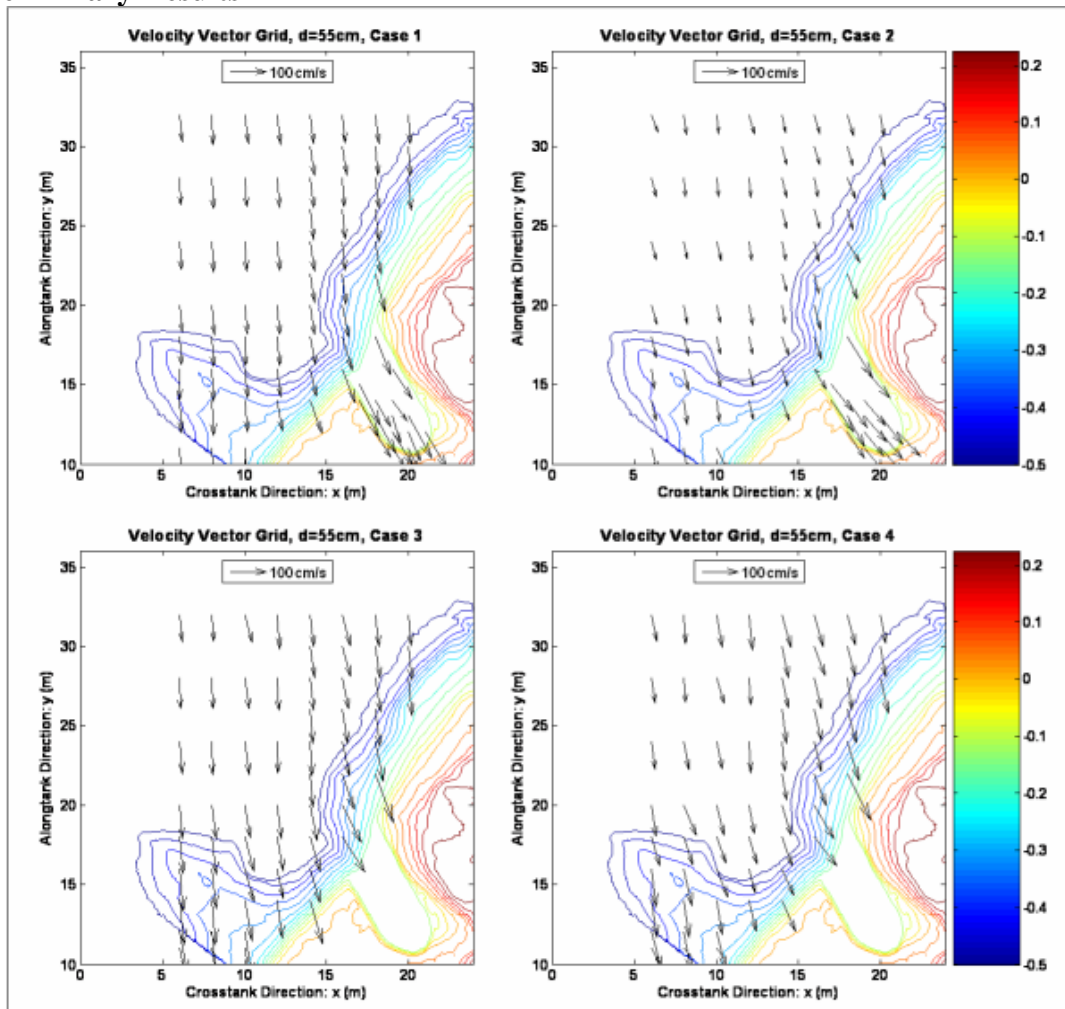 Velocity Vector Grid, d=55cm, Case 1
100 cm/s
35
30
25
20
15
10
Alongtank Direction: y (m)
0 5 10 15 20
Crosstank Direction: x (m)
Velocity Vector Grid, d=55cm, Case 2
100 cm/s
35
30
25
20
15
10
Alongtank Direction: y (m)
0 5 10 15 20
Crosstank Direction: x (m)
0.2
0.1
0
-0.1
-0.2
-0.3
-0.4
-0.5
Velocity Vector Grid, d=55cm, Case 3
100 cm/s
35
30
25
20
15
10
Alongtank Direction: y (m)
0 5 10 15 20
Crosstank Direction: x (m)
Velocity Vector Grid, d=55cm, Case 4
100 cm/s
35
30
25
20
15
10
Alongtank Direction: y (m)
0 5 10 15 20
Crosstank Direction: x (m)
0.2
0.1
0
-0.1
-0.2
-0.3
-0.4
-0.5